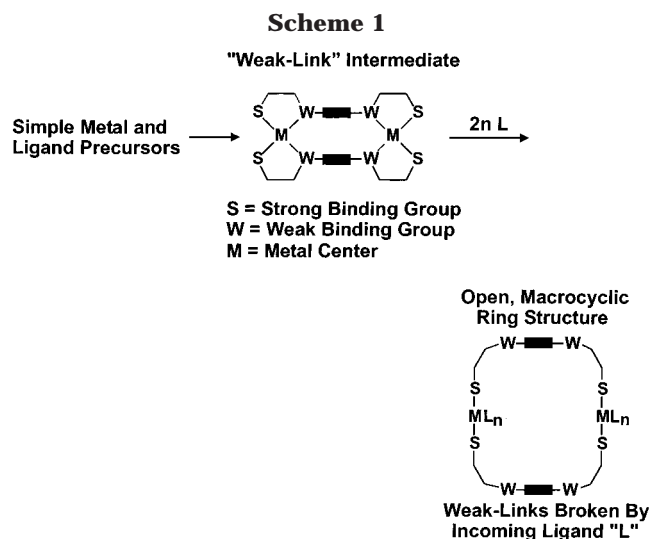 Scheme 1
"Weak-Link" Intermediate
S W W S
Simple Metal and
Ligand Precursors
M M
2n L
S W W S
S = Strong Binding Group
W = Weak Binding Group
M = Metal Center
Open, Macrocyclic
Ring Structure
W W
S S
MLn MLn
S S
W W
Weak-Links Broken By
Incoming Ligand "L"